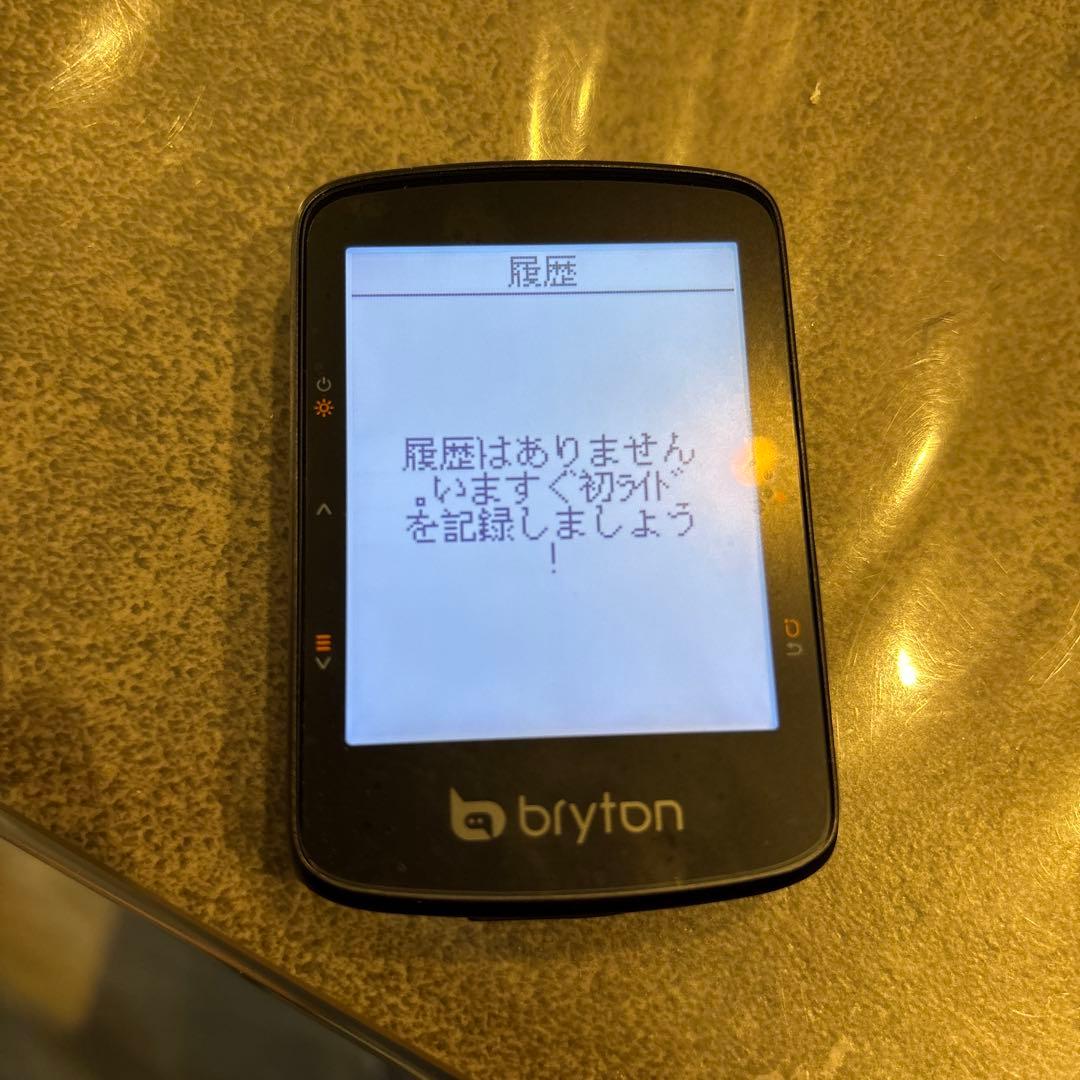 履歴
履歴はありません
。いますぐ初ﾗｲﾄﾞ
を記録しましょう
！
bryton